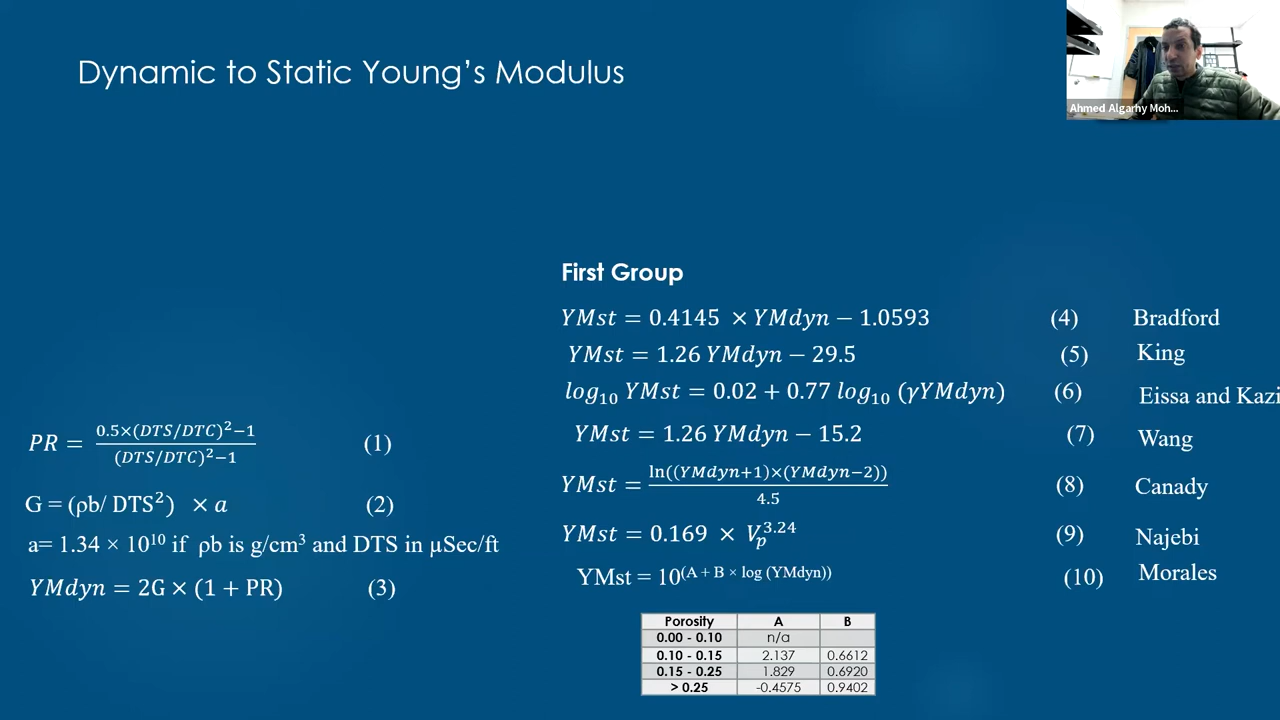 Dynamic to Static Young's Modulus
Ahmed Algarhy Moh...
First Group
YMst = 0.4145 × YMdyn − 1.0593 (4) Bradford
YMst = 1.26 YMdyn − 29.5 (5) King
log₁₀ YMst = 0.02 + 0.77 log₁₀ (γYMdyn) (6) Eissa and Kazi
YMst = 1.26 YMdyn − 15.2 (7) Wang
YMst = ln((YMdyn+1)×(YMdyn−2)) / 4.5 (8) Canady
YMst = 0.169 × Vₚ^3.24 (9) Najebi
YMst = 10^(A + B × log (YMdyn)) (10) Morales
PR = 0.5×(DTS/DTC)²−1 / (DTS/DTC)²−1 (1)
G = (ρb/ DTS²) × a (2)
a= 1.34 × 10¹⁰ if ρb is g/cm³ and DTS in µSec/ft
YMdyn = 2G × (1 + PR) (3)
Porosity A B
0.00 - 0.10 n/a
0.10 - 0.15 2.137 0.6612
0.15 - 0.25 1.829 0.6920
> 0.25 -0.4575 0.9402